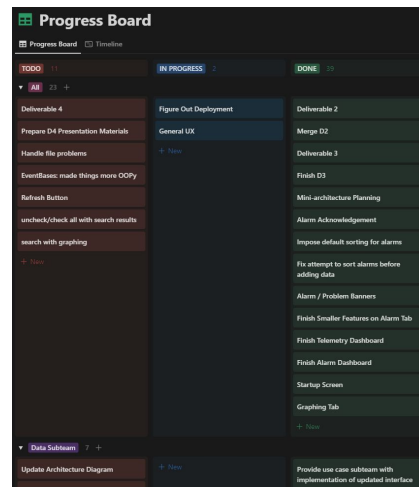 Progress Board
Progress Board Timeline
TODO 11
IN PROGRESS 2
DONE 29
All 23 +
Deliverable 4
Prepare D4 Presentation Materials
Handle file problems
EventBases: made things more OOPy
Refresh Button
uncheck/check all with search results
search with graphing
+ New
Figure Out Deployment
General UX
+ New
Deliverable 2
Merge D2
Deliverable 3
Finish D3
Mini-architecture Planning
Alarm Acknowledgement
Impose default sorting for alarms
Fix attempt to sort alarms before
adding data
Alarm / Problem Banners
Finish Smaller Features on Alarm Tab
Finish Telemetry Dashboard
Finish Alarm Dashboard
Startup Screen
Graphing Tab
+ New
Data Subteam 7 +
Update Architecture Diagram
+ New
Provide use case subteam with
implementation of updated interface